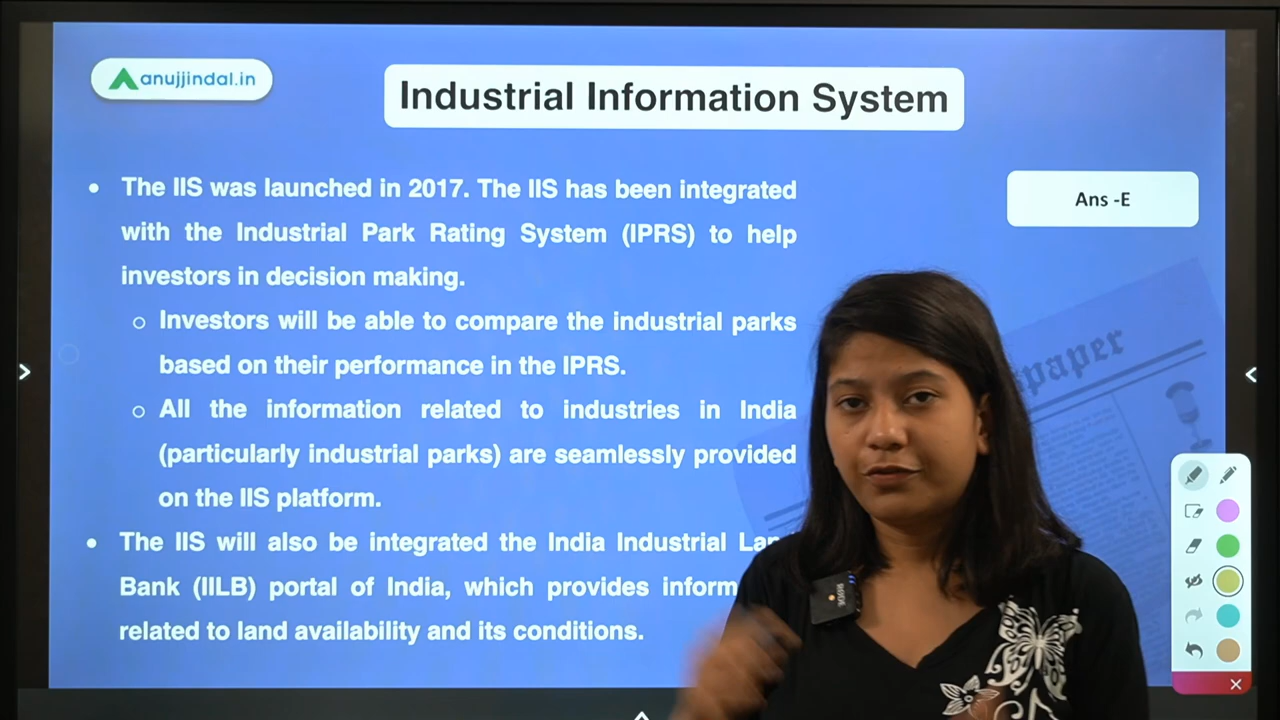 anujjindal.in
Industrial Information System
• The IIS was launched in 2017. The IIS has been integrated
with the Industrial Park Rating System (IPRS) to help
investors in decision making.
Ans -E
○ Investors will be able to compare the industrial parks
based on their performance in the IPRS.
○ All the information related to industries in India
(particularly industrial parks) are seamlessly provided
on the IIS platform.
• The IIS will also be integrated the India Industrial
Bank (IILB) portal of India, which provides
related to land availability and its conditions.